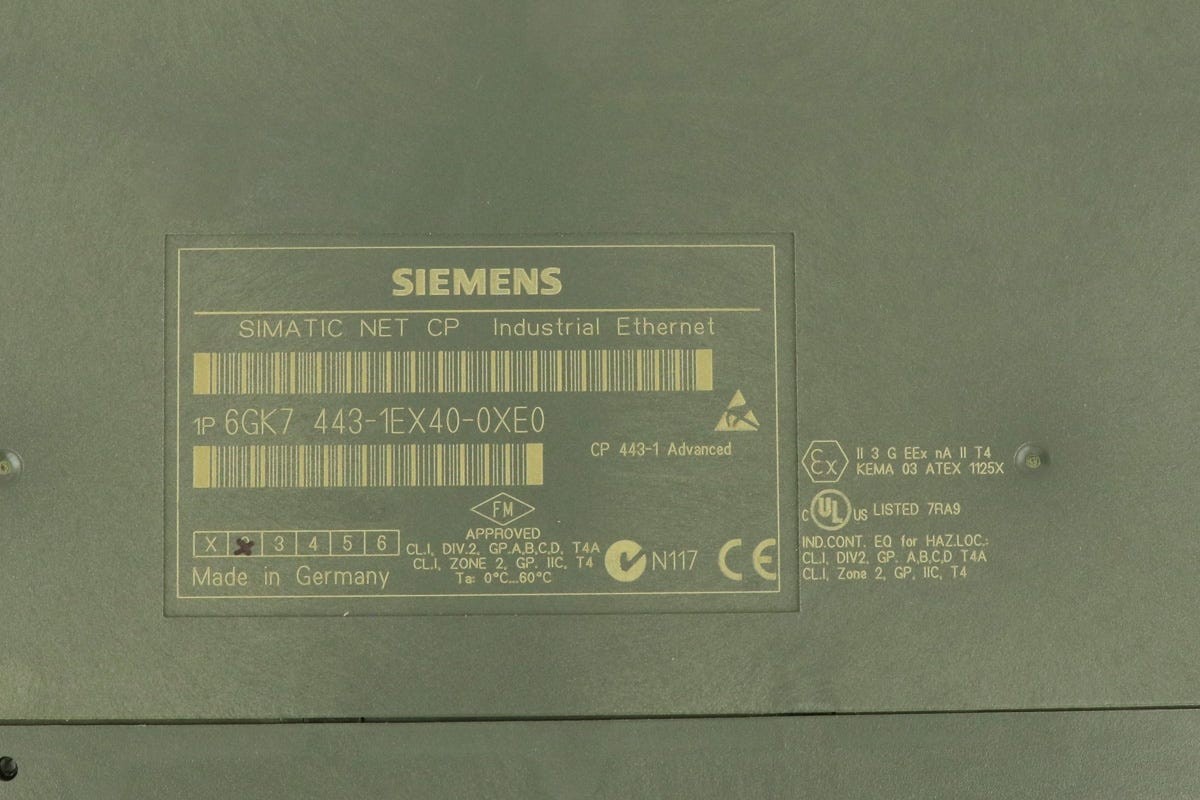 SIEMENS
SIMATIC NET CP Industrial Ethernet
1P 6GK7 443-1EX40-0XE0
CP 443-1 Advanced
FM
APPROVED
CL.I, DIV.2, GP.A,B,C,D, T4A
CL.I, ZONE 2, GP. IIC, T4
Ta: 0°C...60°C
X 3 4 5 6
Made in Germany
N117
CE
Ex II 3 G EEx nA II T4
KEMA 03 ATEX 1125X
C UL US LISTED 7RA9
IND.CONT. EQ for HAZ.LOC.:
CL.I, DIV.2, GP. A,B,C,D T4A
CL.I, Zone 2, GP. IIC, T4